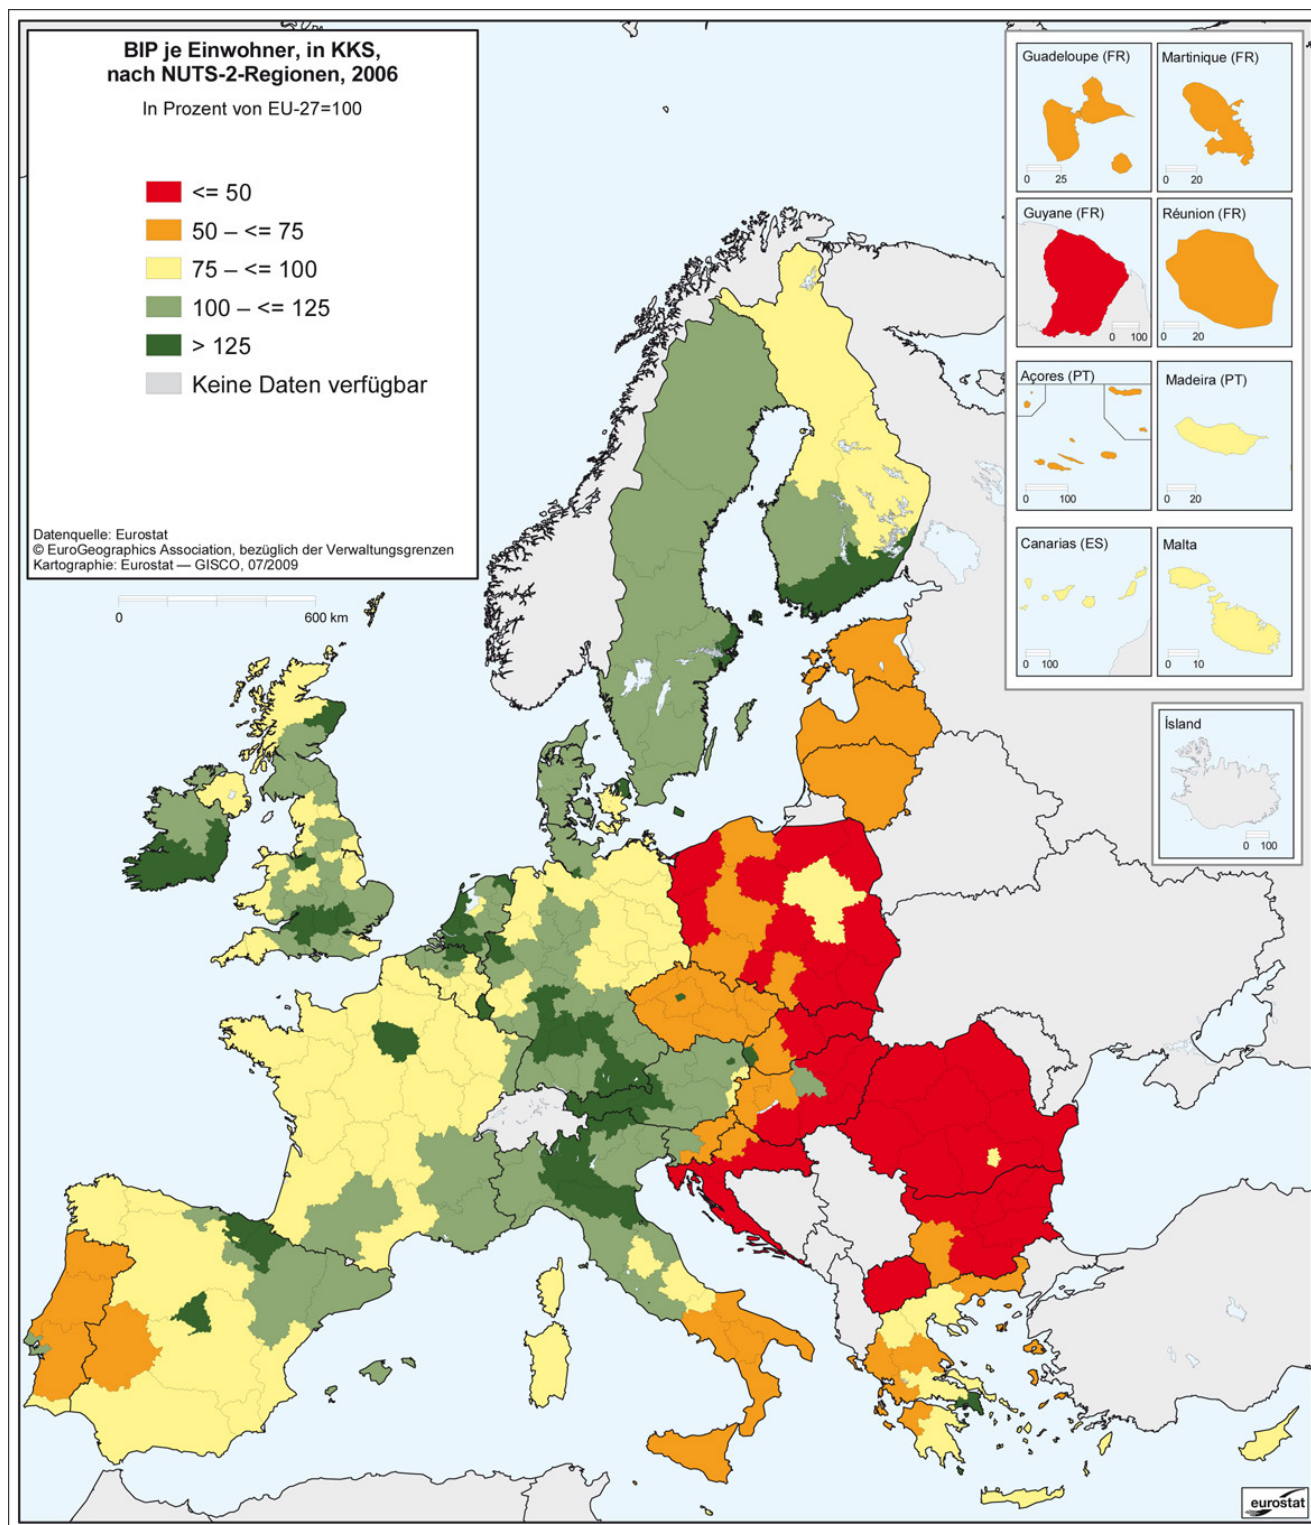 BIP je Einwohner, in KKS,
nach NUTS-2-Regionen, 2006
In Prozent von EU-27=100
<= 50
50 – <= 75
75 – <= 100
100 – <= 125
> 125
Keine Daten verfügbar
Datenquelle: Eurostat
© EuroGeographics Association, bezüglich der Verwaltungsgrenzen
Kartographie: Eurostat — GISCO, 07/2009
0 600 km
Guadeloupe (FR)
0 25
Martinique (FR)
0 20
Guyane (FR)
0 100
Réunion (FR)
0 20
Açores (PT)
0 100
Madeira (PT)
0 20
Canarias (ES)
0 100
Malta
0 10
Ísland
0 100
eurostat